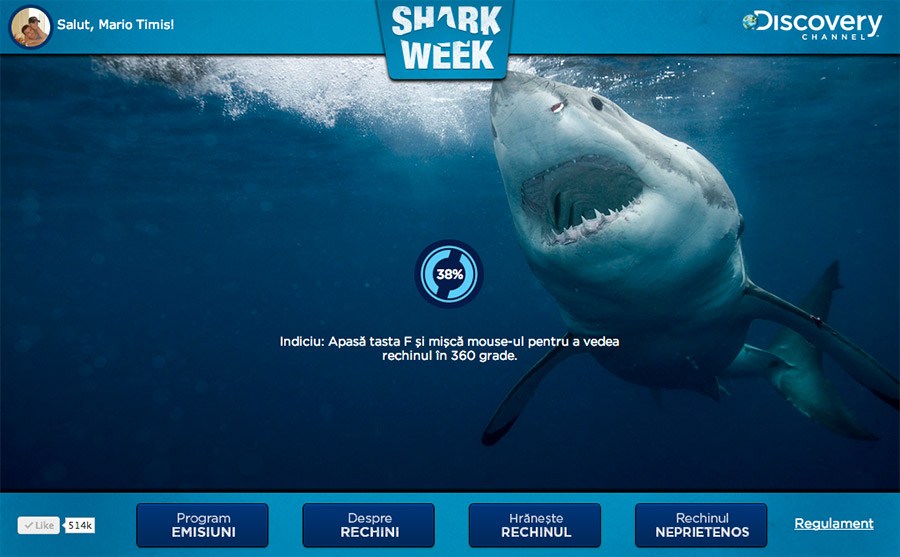 Salut, Mario Timis!
SHARK
WEEK
Discovery
CHANNEL
38%
Indiciu: Apasă tasta F și mișcă mouse-ul pentru a vedea
rechinul în 360 grade.
Like
514k
Program
EMISIUNI
Despre
RECHINI
Hrănește
RECHINUL
Rechinul
NEPRIETENOS
Regulament